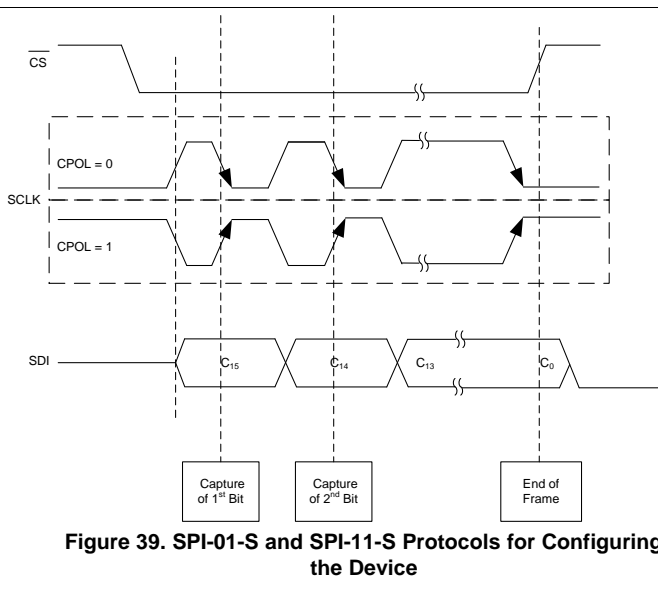 CS
CPOL = 0
SCLK
CPOL = 1
SDI
C15
C14
C13
C0
Capture
of 1st Bit
Capture
of 2nd Bit
End of
Frame
Figure 39. SPI-01-S and SPI-11-S Protocols for Configuring
the Device